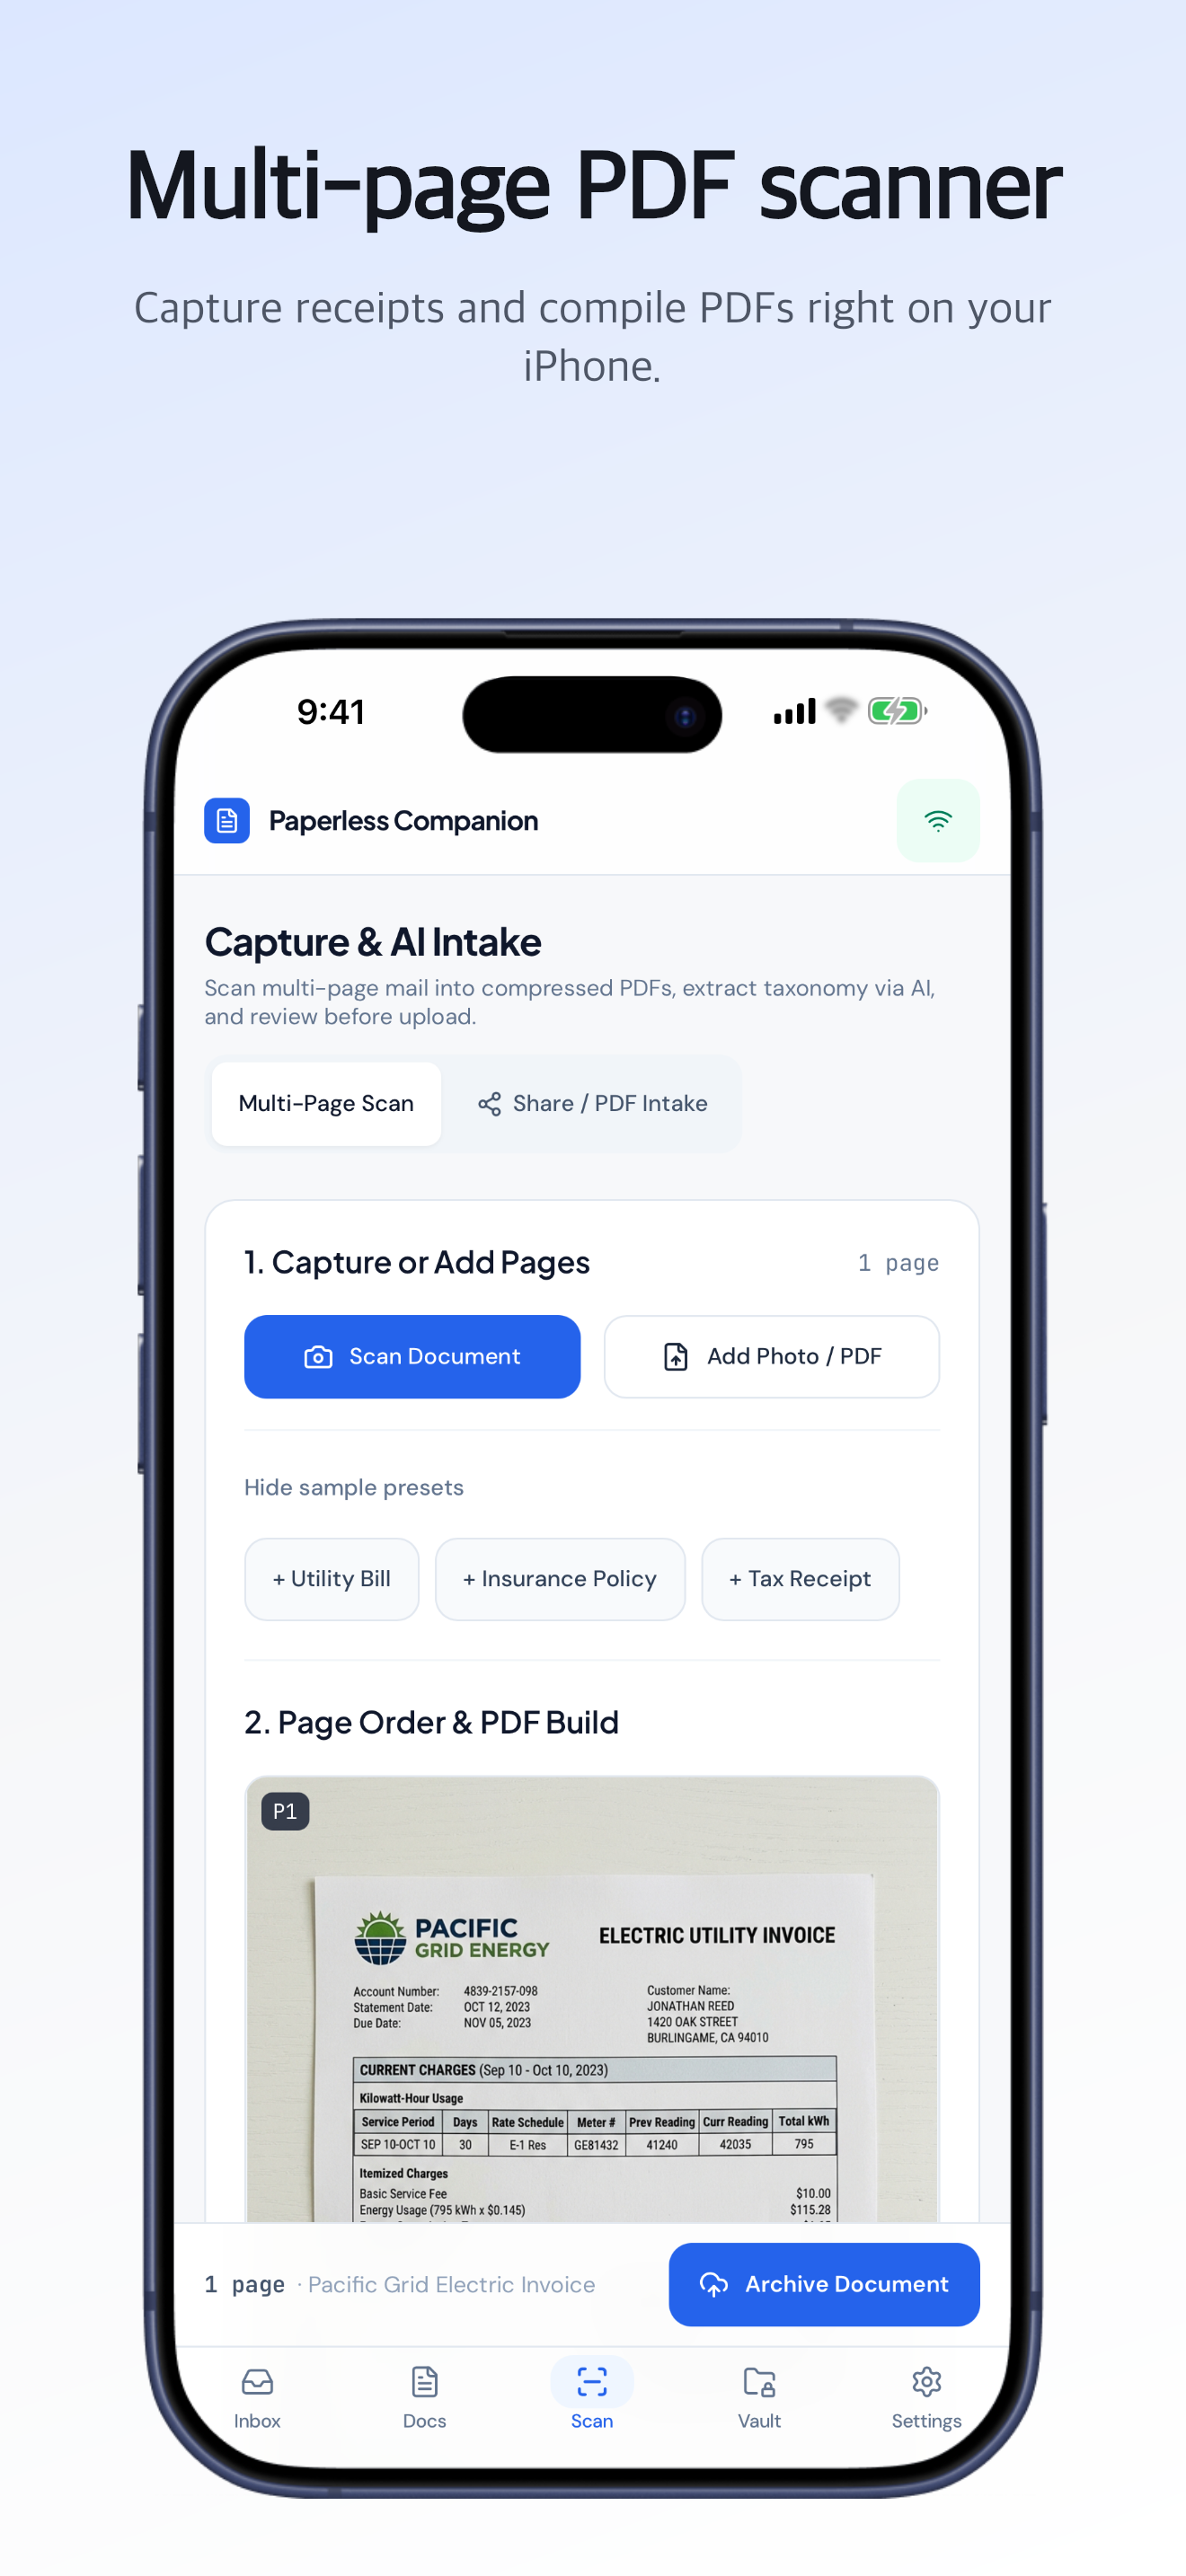 Multi-page PDF scanner
Capture receipts and compile PDFs right on your
iPhone.
9:41
Paperless Companion
Capture & AI Intake
Scan multi-page mail into compressed PDFs, extract taxonomy via AI,
and review before upload.
Multi-Page Scan
Share / PDF Intake
1. Capture or Add Pages
1 page
Scan Document
Add Photo / PDF
Hide sample presets
+ Utility Bill
+ Insurance Policy
+ Tax Receipt
2. Page Order & PDF Build
P1
PACIFIC
GRID ENERGY
ELECTRIC UTILITY INVOICE
Account Number: 4839-2157-098
Statement Date: OCT 12, 2023
Due Date: NOV 05, 2023
Customer Name:
JONATHAN REED
1420 OAK STREET
BURLINGAME, CA 94010
CURRENT CHARGES (Sep 10 - Oct 10, 2023)
Kilowatt-Hour Usage
Service Period Days Rate Schedule Meter # Prev Reading Curr Reading Total kWh
SEP 10-OCT 10 30 E-1 Res GE81432 41240 42035 795
Itemized Charges
Basic Service Fee $10.00
Energy Usage (795 kWh x $0.145) $115.28
1 page · Pacific Grid Electric Invoice
Archive Document
Inbox
Docs
Scan
Vault
Settings